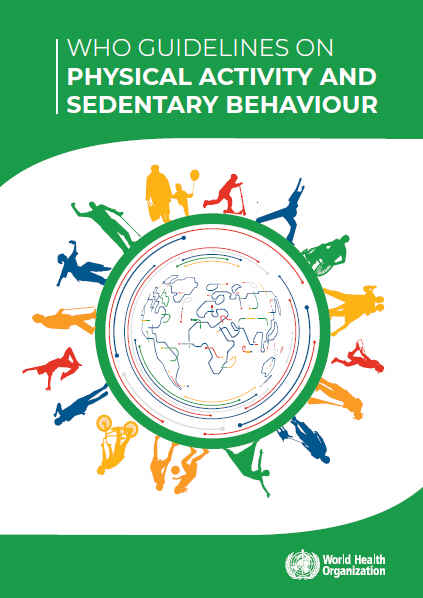 WHO GUIDELINES ON
PHYSICAL ACTIVITY AND
SEDENTARY BEHAVIOUR
World Health
Organization